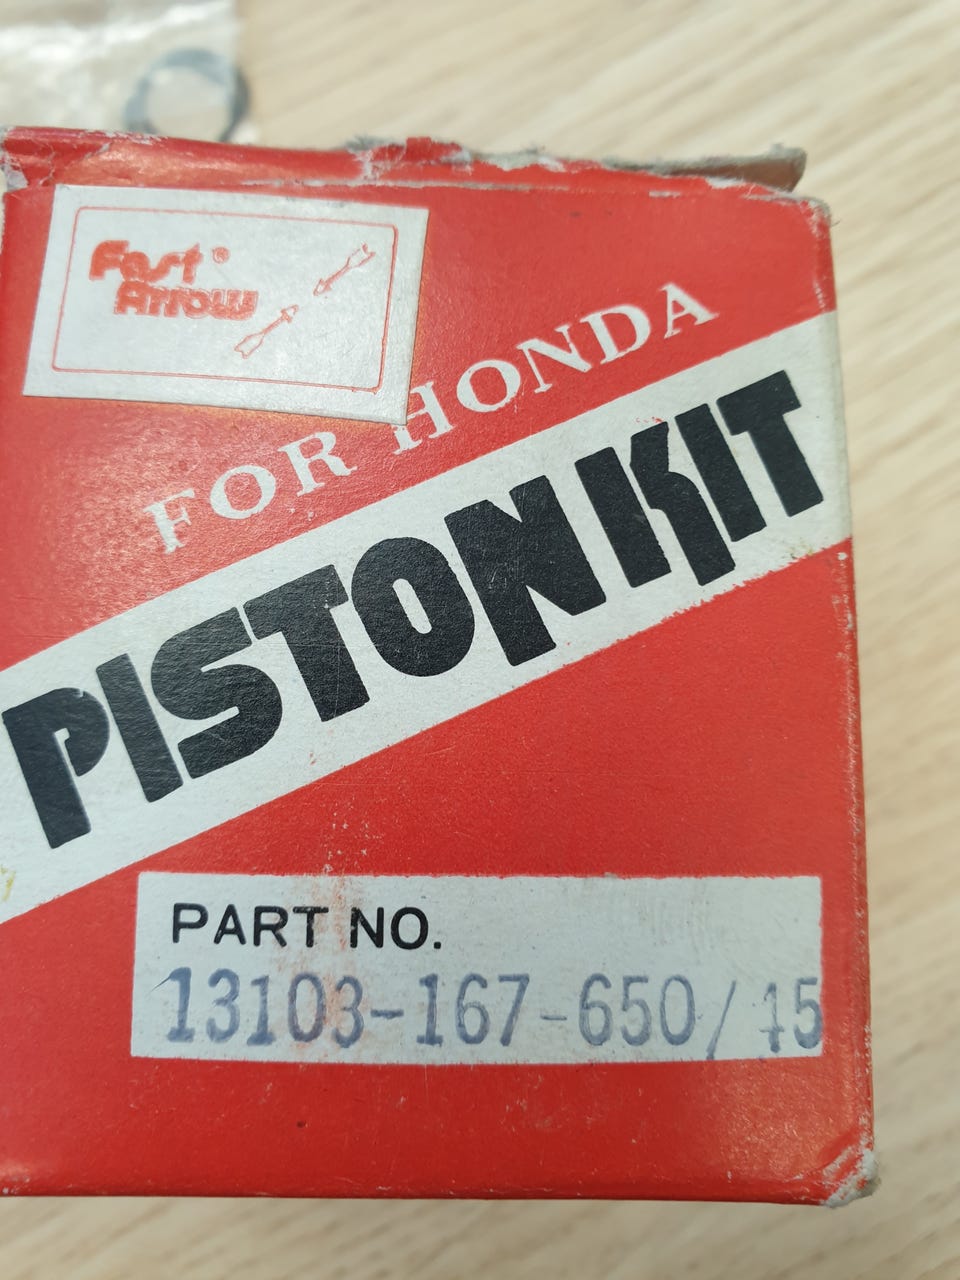 Fast®
Arrow
FOR HONDA
PISTON KIT
PART NO.
13103-167-650/45